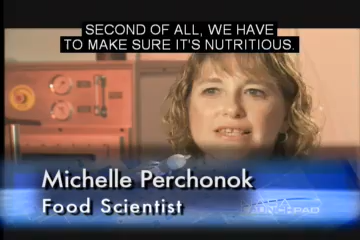 SECOND OF ALL, WE HAVE
TO MAKE SURE IT'S NUTRITIOUS.
Michelle Perchonok
Food Scientist